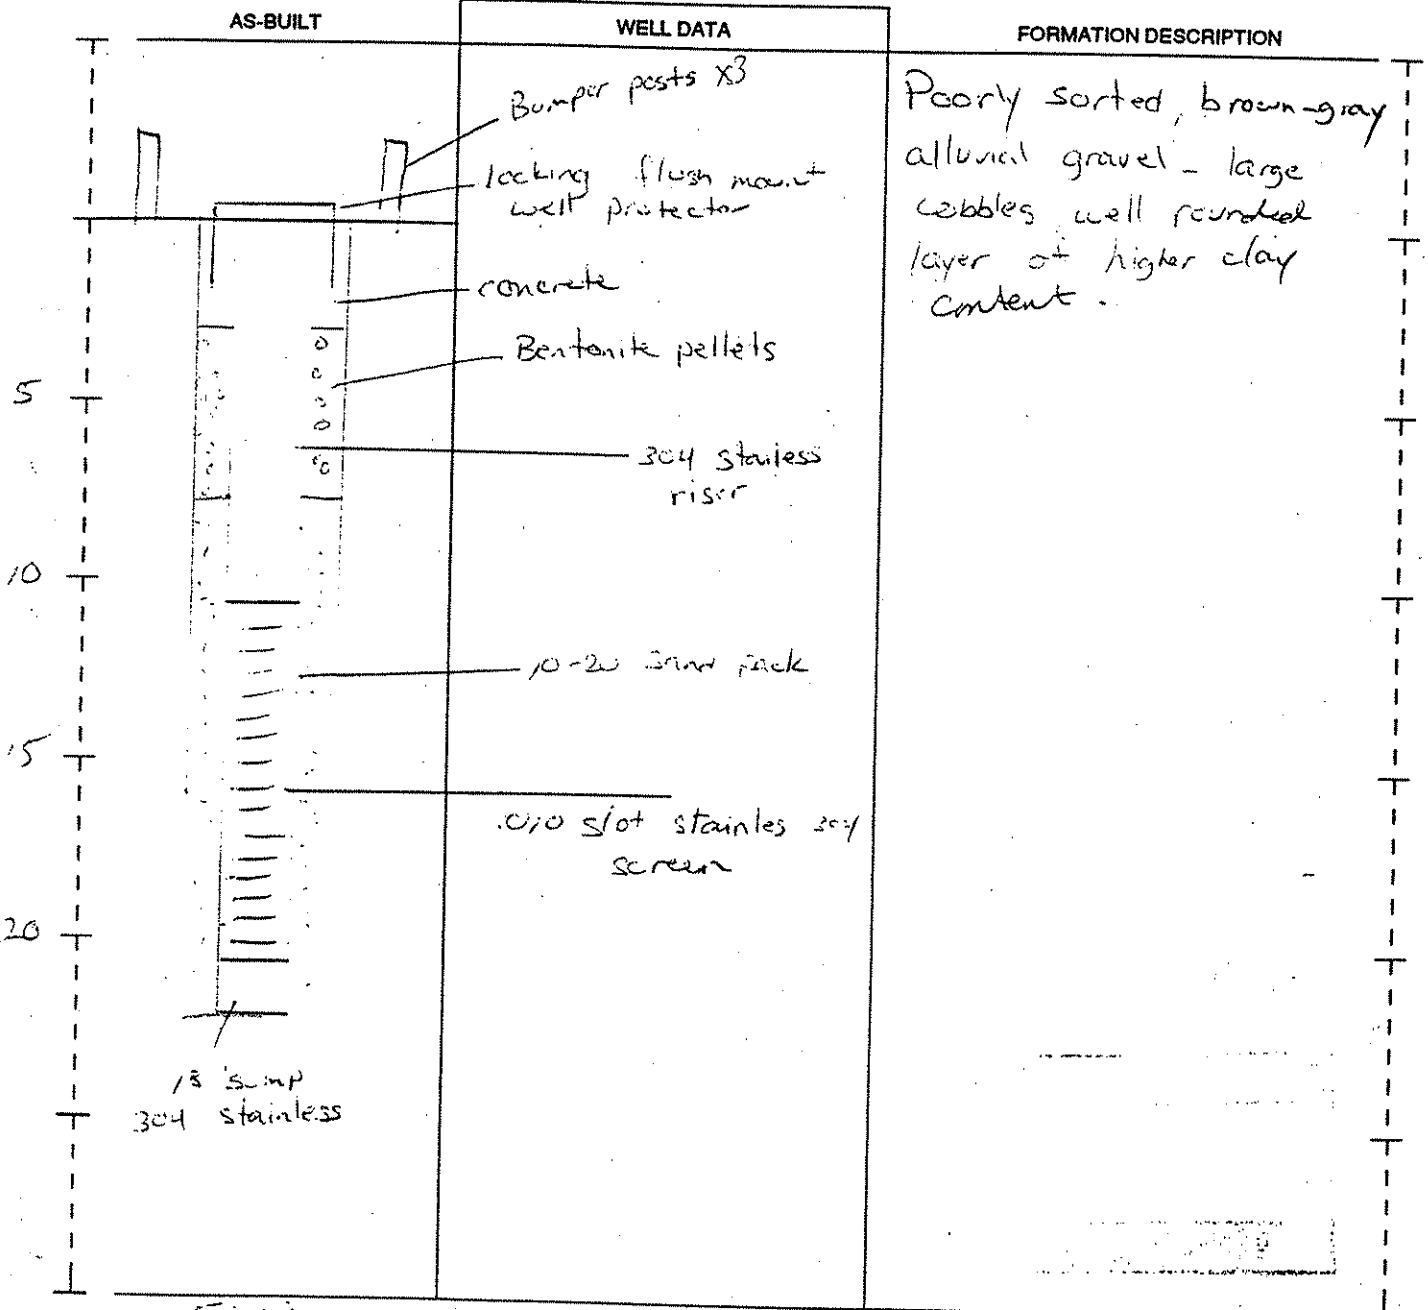 AS-BUILT
WELL DATA
FORMATION DESCRIPTION
Bumper posts x3
locking flush mount
well protector
concrete
Bentonite pellets
304 stainless
riser
10-20 sand pack
.010 slot stainles 304
screen
sump
304 stainless
Poorly sorted, brown-gray
alluvial gravel - large
cobbles well rounded
layer of higher clay
content.
5
10
15
20